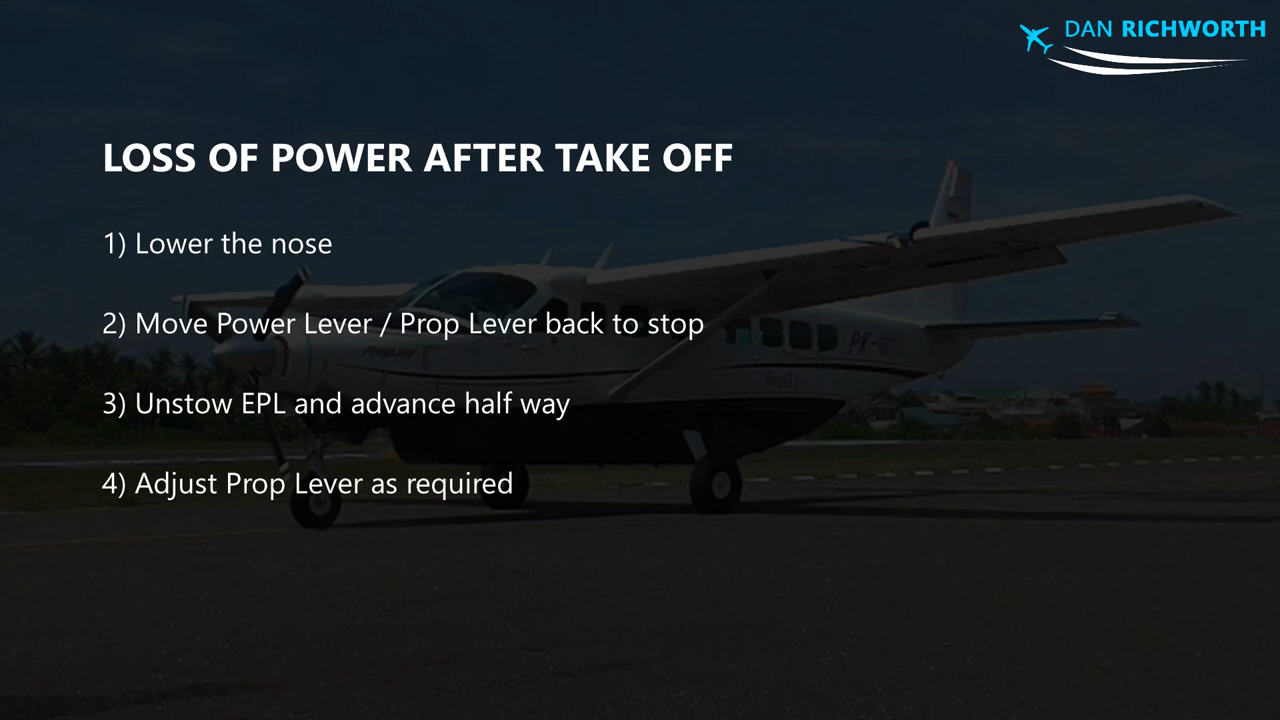 DAN RICHWORTH
LOSS OF POWER AFTER TAKE OFF
1) Lower the nose
2) Move Power Lever / Prop Lever back to stop
3) Unstow EPL and advance half way
4) Adjust Prop Lever as required
PK-